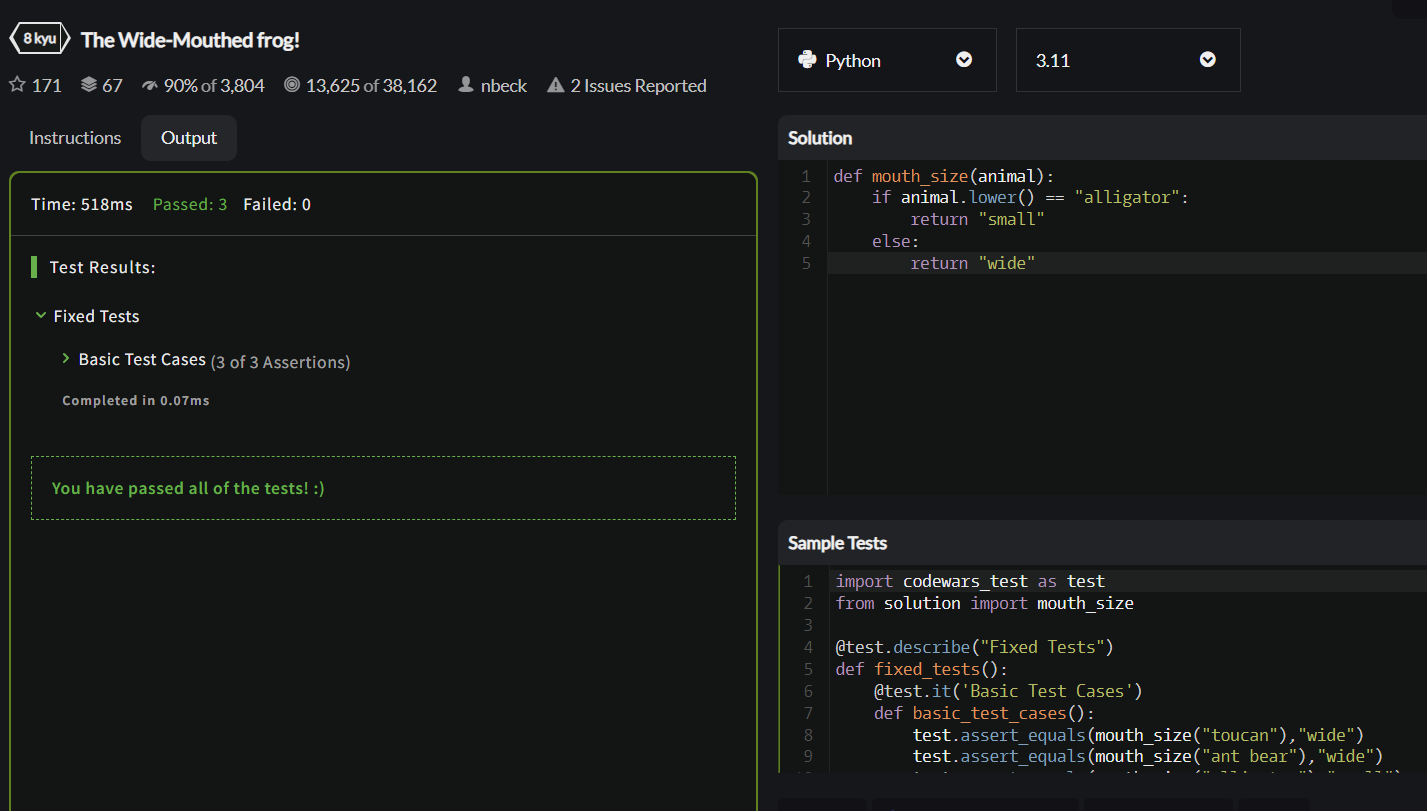 8 kyu The Wide-Mouthed frog!
171 67 90% of 3,804 13,625 of 38,162 nbeck 2 Issues Reported
Instructions Output
Time: 518ms Passed: 3 Failed: 0
Test Results:
Fixed Tests
Basic Test Cases (3 of 3 Assertions)
Completed in 0.07ms
You have passed all of the tests! :)
Python 3.11
Solution
1 def mouth_size(animal):
2     if animal.lower() == "alligator":
3         return "small"
4     else:
5         return "wide"
Sample Tests
1 import codewars_test as test
2 from solution import mouth_size
3
4 @test.describe("Fixed Tests")
5 def fixed_tests():
6     @test.it('Basic Test Cases')
7     def basic_test_cases():
8         test.assert_equals(mouth_size("toucan"),"wide")
9         test.assert_equals(mouth_size("ant bear"),"wide")